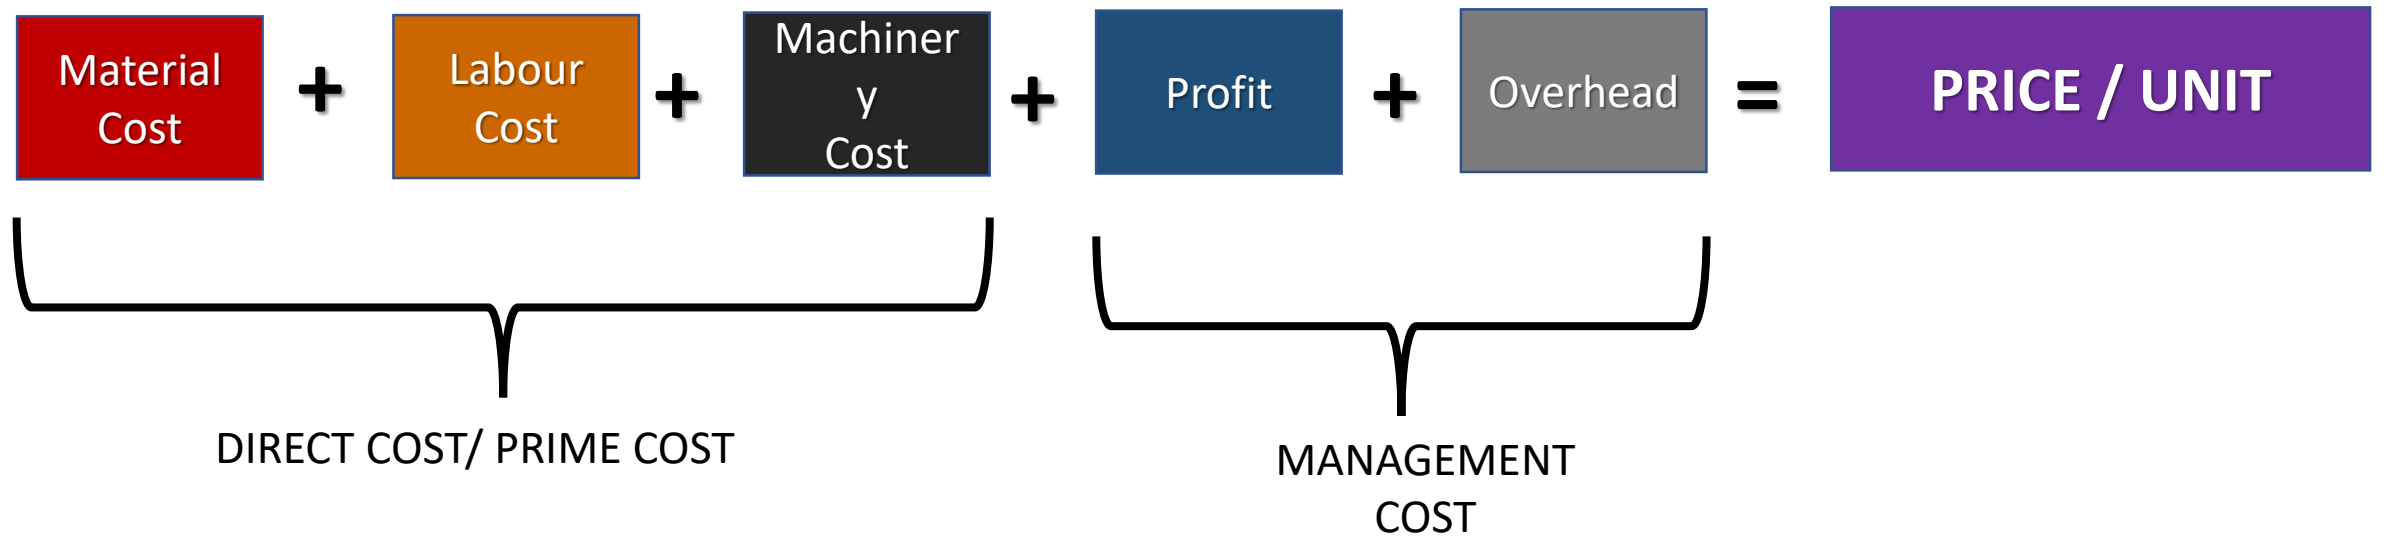 Material
Cost
+
Labour
Cost
+
Machiner
y
Cost
+
Profit
+
Overhead
=
PRICE / UNIT
DIRECT COST/ PRIME COST
MANAGEMENT
COST